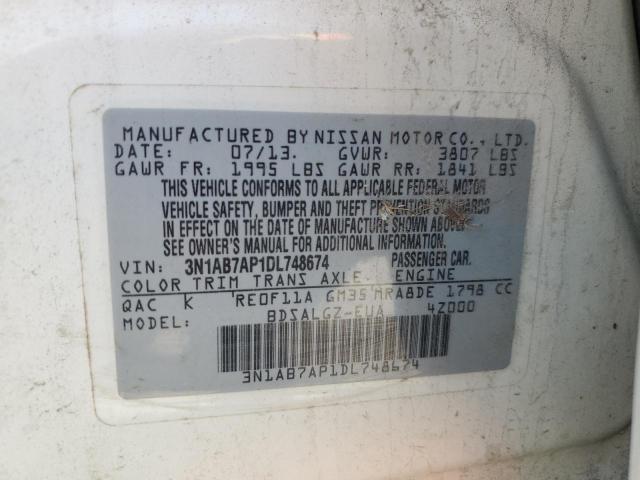 MANUFACTURED BY NISSAN MOTOR CO., LTD.
DATE: 07/13. GVWR: 3807 LBS
GAWR FR: 1995 LBS GAWR RR: 1841 LBS
THIS VEHICLE CONFORMS TO ALL APPLICABLE FEDERAL MOTOR
VEHICLE SAFETY, BUMPER AND THEFT PREVENTION STANDARDS
IN EFFECT ON THE DATE OF MANUFACTURE SHOWN ABOVE.
SEE OWNER'S MANUAL FOR ADDITIONAL INFORMATION.
VIN: 3N1AB7AP1DL748674 PASSENGER CAR.
COLOR TRIM TRANS AXLE. ENGINE
QAC K 'RE0F11A GM35 MRA8DE 1798 CC
MODEL: BDSALGZ-EUA 4Z000
3N1AB7AP1DL748674